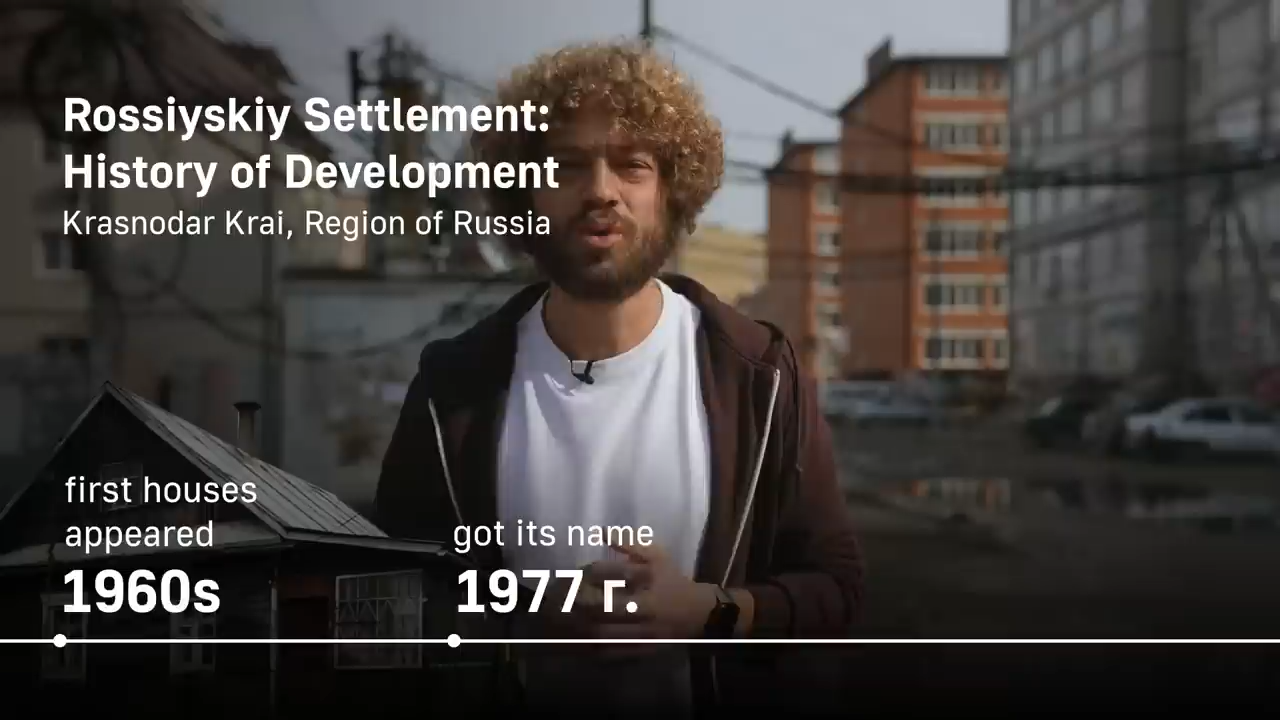 Rossiyskiy Settlement:
History of Development
Krasnodar Krai, Region of Russia
first houses
appeared
1960s
got its name
1977 г.